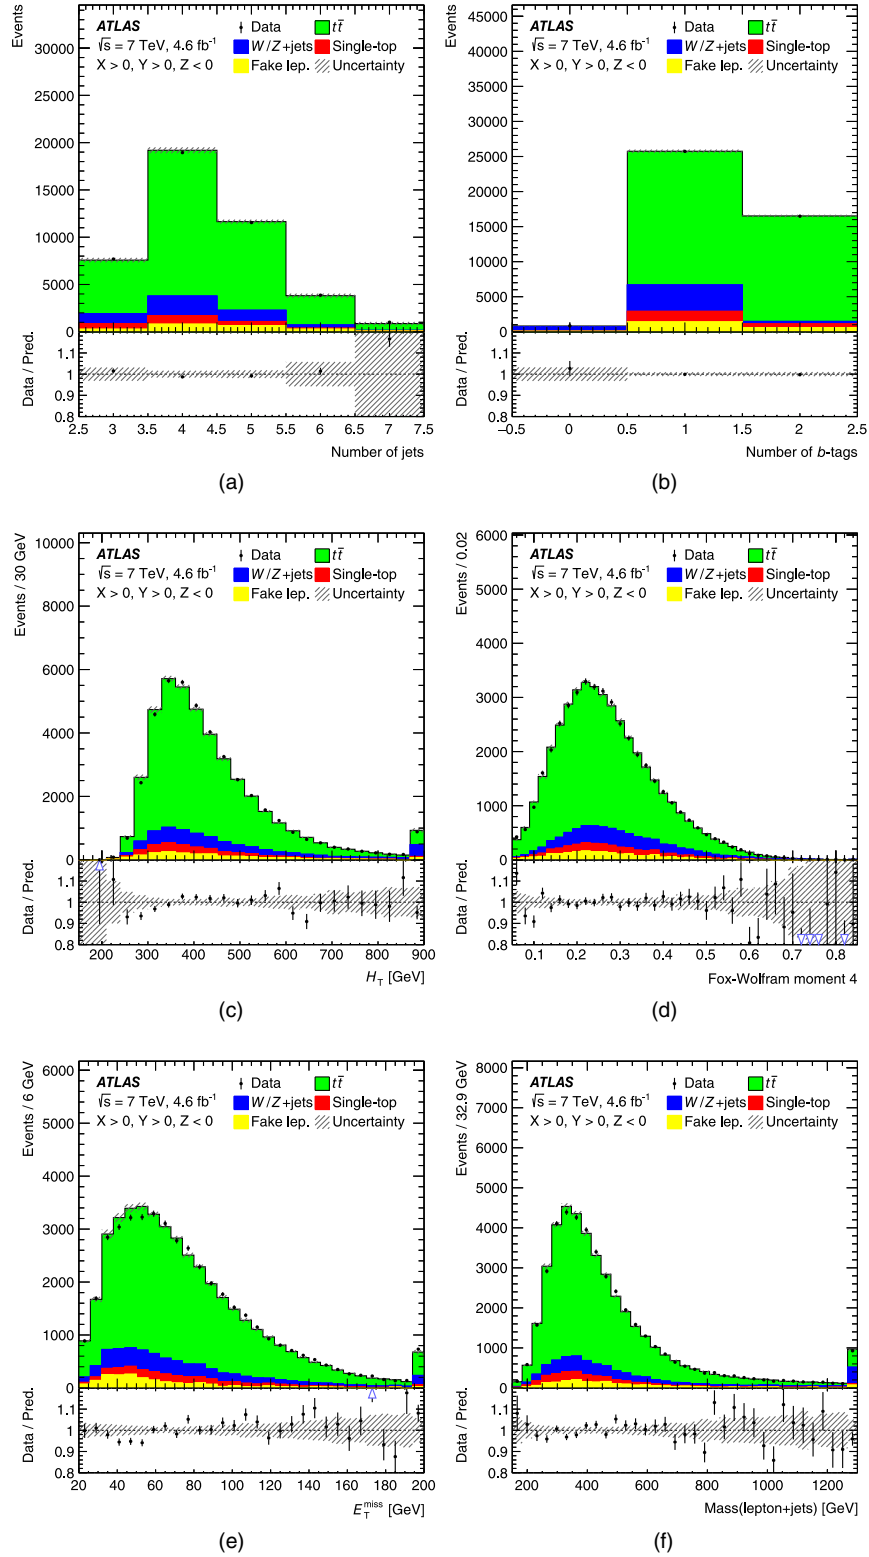 Events
ATLAS
√s = 7 TeV, 4.6 fb⁻¹
X > 0, Y > 0, Z < 0
Data
tt̄
W/Z+jets
Single-top
Fake lep.
Uncertainty
30000
25000
20000
15000
10000
5000
0
Data / Pred.
1.1
1
0.9
0.8
2.5 3 3.5 4 4.5 5 5.5 6 6.5 7 7.5
Number of jets
(a)
Events
ATLAS
√s = 7 TeV, 4.6 fb⁻¹
X > 0, Y > 0, Z < 0
Data
tt̄
W/Z+jets
Single-top
Fake lep.
Uncertainty
45000
40000
35000
30000
25000
20000
15000
10000
5000
0
Data / Pred.
1.1
1
0.9
0.8
−0.5 0 0.5 1 1.5 2 2.5
Number of b-tags
(b)
Events / 30 GeV
ATLAS
√s = 7 TeV, 4.6 fb⁻¹
X > 0, Y > 0, Z < 0
Data
tt̄
W/Z+jets
Single-top
Fake lep.
Uncertainty
10000
8000
6000
4000
2000
0
Data / Pred.
1.1
1
0.9
0.8
200 300 400 500 600 700 800 900
H_T [GeV]
(c)
Events / 0.02
ATLAS
√s = 7 TeV, 4.6 fb⁻¹
X > 0, Y > 0, Z < 0
Data
tt̄
W/Z+jets
Single-top
Fake lep.
Uncertainty
6000
5000
4000
3000
2000
1000
0
Data / Pred.
1.1
1
0.9
0.8
0.1 0.2 0.3 0.4 0.5 0.6 0.7 0.8
Fox-Wolfram moment 4
(d)
Events / 6 GeV
ATLAS
√s = 7 TeV, 4.6 fb⁻¹
X > 0, Y > 0, Z < 0
Data
tt̄
W/Z+jets
Single-top
Fake lep.
Uncertainty
6000
5000
4000
3000
2000
1000
0
Data / Pred.
1.1
1
0.9
0.8
20 40 60 80 100 120 140 160 180 200
E_T^miss [GeV]
(e)
Events / 32.9 GeV
ATLAS
√s = 7 TeV, 4.6 fb⁻¹
X > 0, Y > 0, Z < 0
Data
tt̄
W/Z+jets
Single-top
Fake lep.
Uncertainty
8000
7000
6000
5000
4000
3000
2000
1000
0
Data / Pred.
1.1
1
0.9
0.8
200 400 600 800 1000 1200
Mass(lepton+jets) [GeV]
(f)